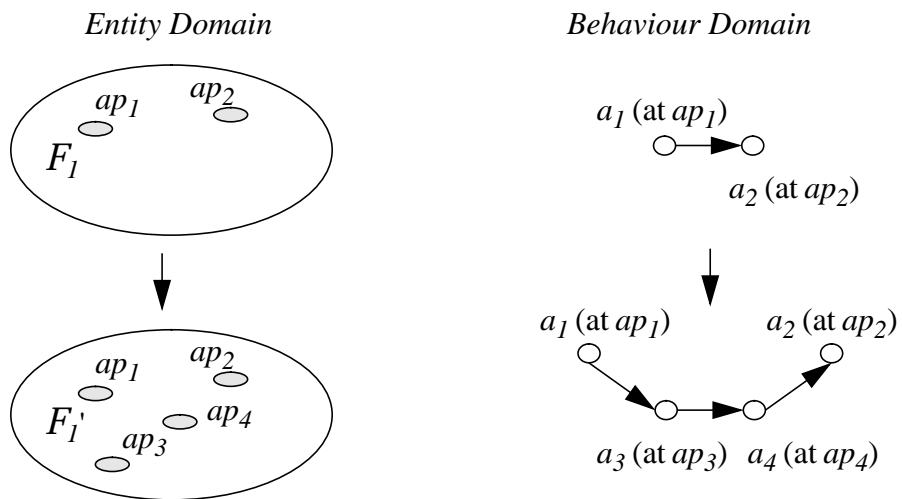 Entity Domain
Behaviour Domain
ap1
ap2
F1
a1 (at ap1)
a2 (at ap2)
ap1
ap2
ap4
F1'
ap3
a1 (at ap1)
a2 (at ap2)
a3 (at ap3)
a4 (at ap4)